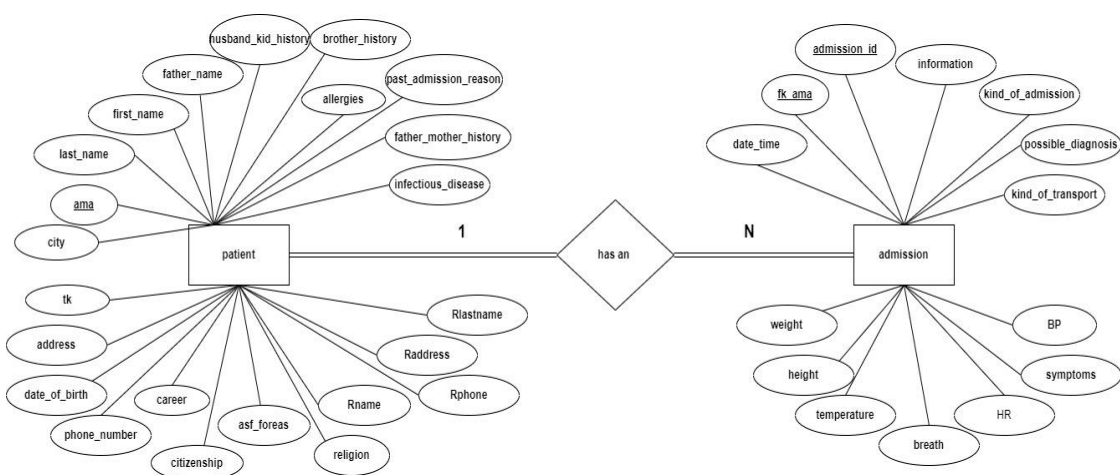 husband_kid_history
brother_history
father_name
past_admission_reason
allergies
first_name
father_mother_history
last_name
infectious_disease
ama
city
patient
1
has an
N
admission_id
information
fk_ama
kind_of_admission
date_time
possible_diagnosis
kind_of_transport
admission
tk
Rlastname
address
Raddress
date_of_birth
career
Rname
Rphone
phone_number
asf_foreas
citizenship
religion
weight
BP
height
symptoms
temperature
HR
breath